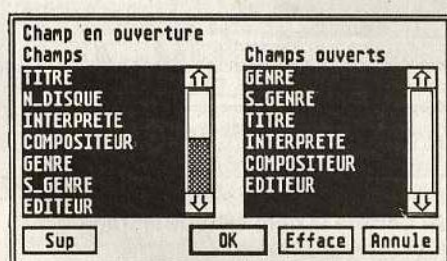 Champ en ouverture
Champs
TITRE
N_DISQUE
INTERPRETE
COMPOSITEUR
GENRE
S_GENRE
EDITEUR
Champs ouverts
GENRE
S_GENRE
TITRE
INTERPRETE
COMPOSITEUR
EDITEUR
Sup
OK
Efface
Annule